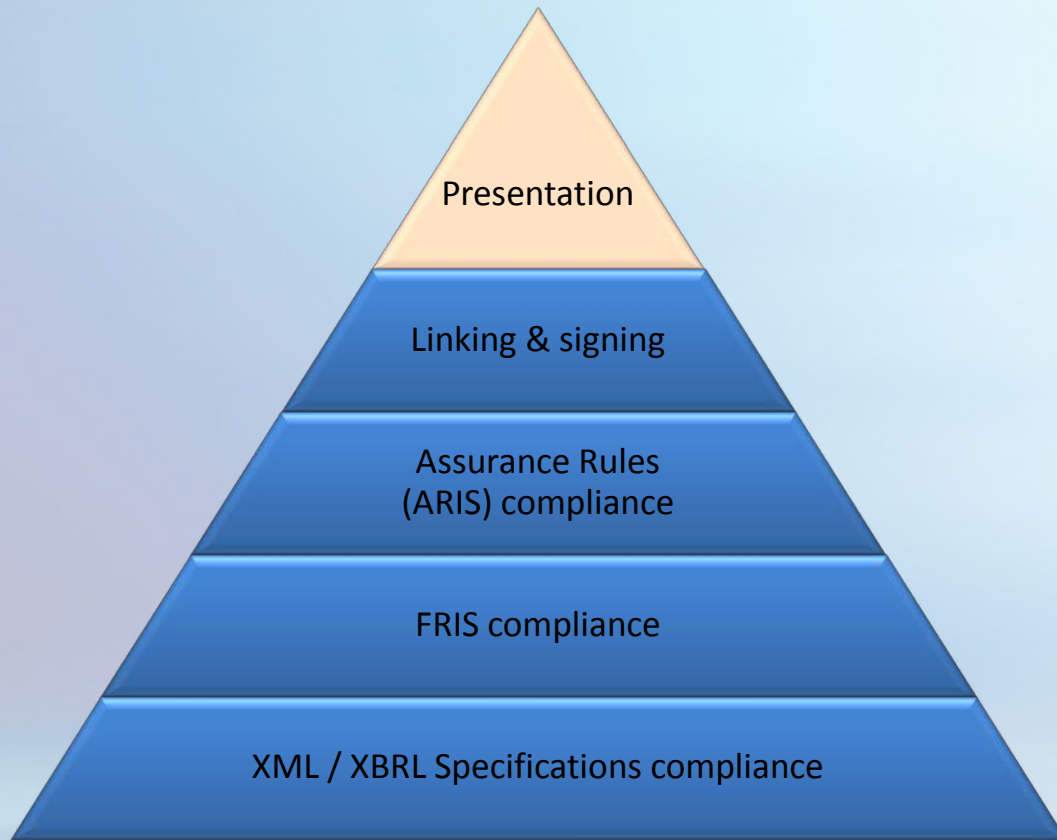 Presentation
Linking & signing
Assurance Rules
(ARIS) compliance
FRIS compliance
XML / XBRL Specifications compliance